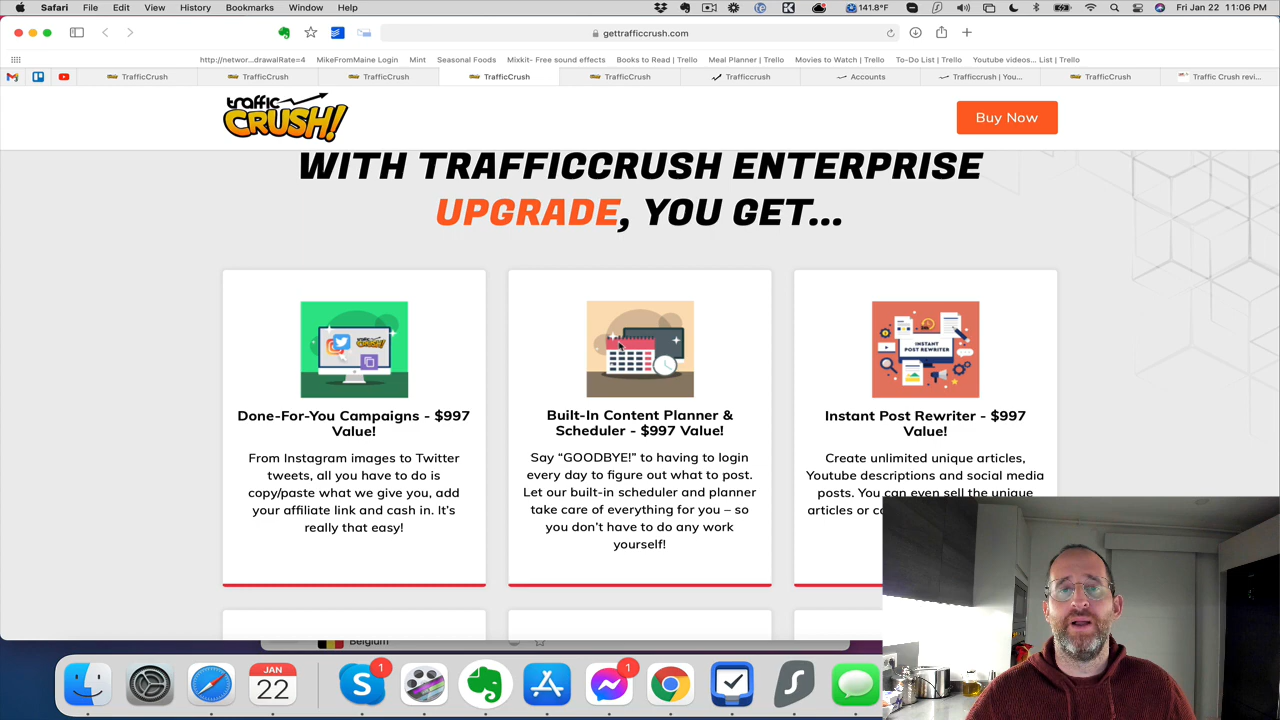 Safari File Edit View History Bookmarks Window Help 141.8°F Fri Jan 22 11:06 PM
gettrafficcrush.com
http://networ...drawalRate=4 MikeFromMaine Login Mint Seasonal Foods Mixkit- Free sound effects Books to Read | Trello Meal Planner | Trello Movies to Watch | Trello To-Do List | Trello Youtube videos... List | Trello
TrafficCrush TrafficCrush TrafficCrush TrafficCrush TrafficCrush Trafficcrush Accounts Trafficcrush | You... TrafficCrush Traffic Crush revi...
traffic
CRUSH!
Buy Now
WITH TRAFFICCRUSH ENTERPRISE
UPGRADE, YOU GET...
INSTANT
POST REWRITER
Done-For-You Campaigns - $997
Value!
From Instagram images to Twitter
tweets, all you have to do is
copy/paste what we give you, add
your affiliate link and cash in. It's
really that easy!
Built-In Content Planner &
Scheduler - $997 Value!
Say “GOODBYE!” to having to login
every day to figure out what to post.
Let our built-in scheduler and planner
take care of everything for you – so
you don't have to do any work
yourself!
Instant Post Rewriter - $997
Value!
Create unlimited unique articles,
Youtube descriptions and social media
posts. You can even sell the unique
articles or
Belgium
JAN
22
1
1